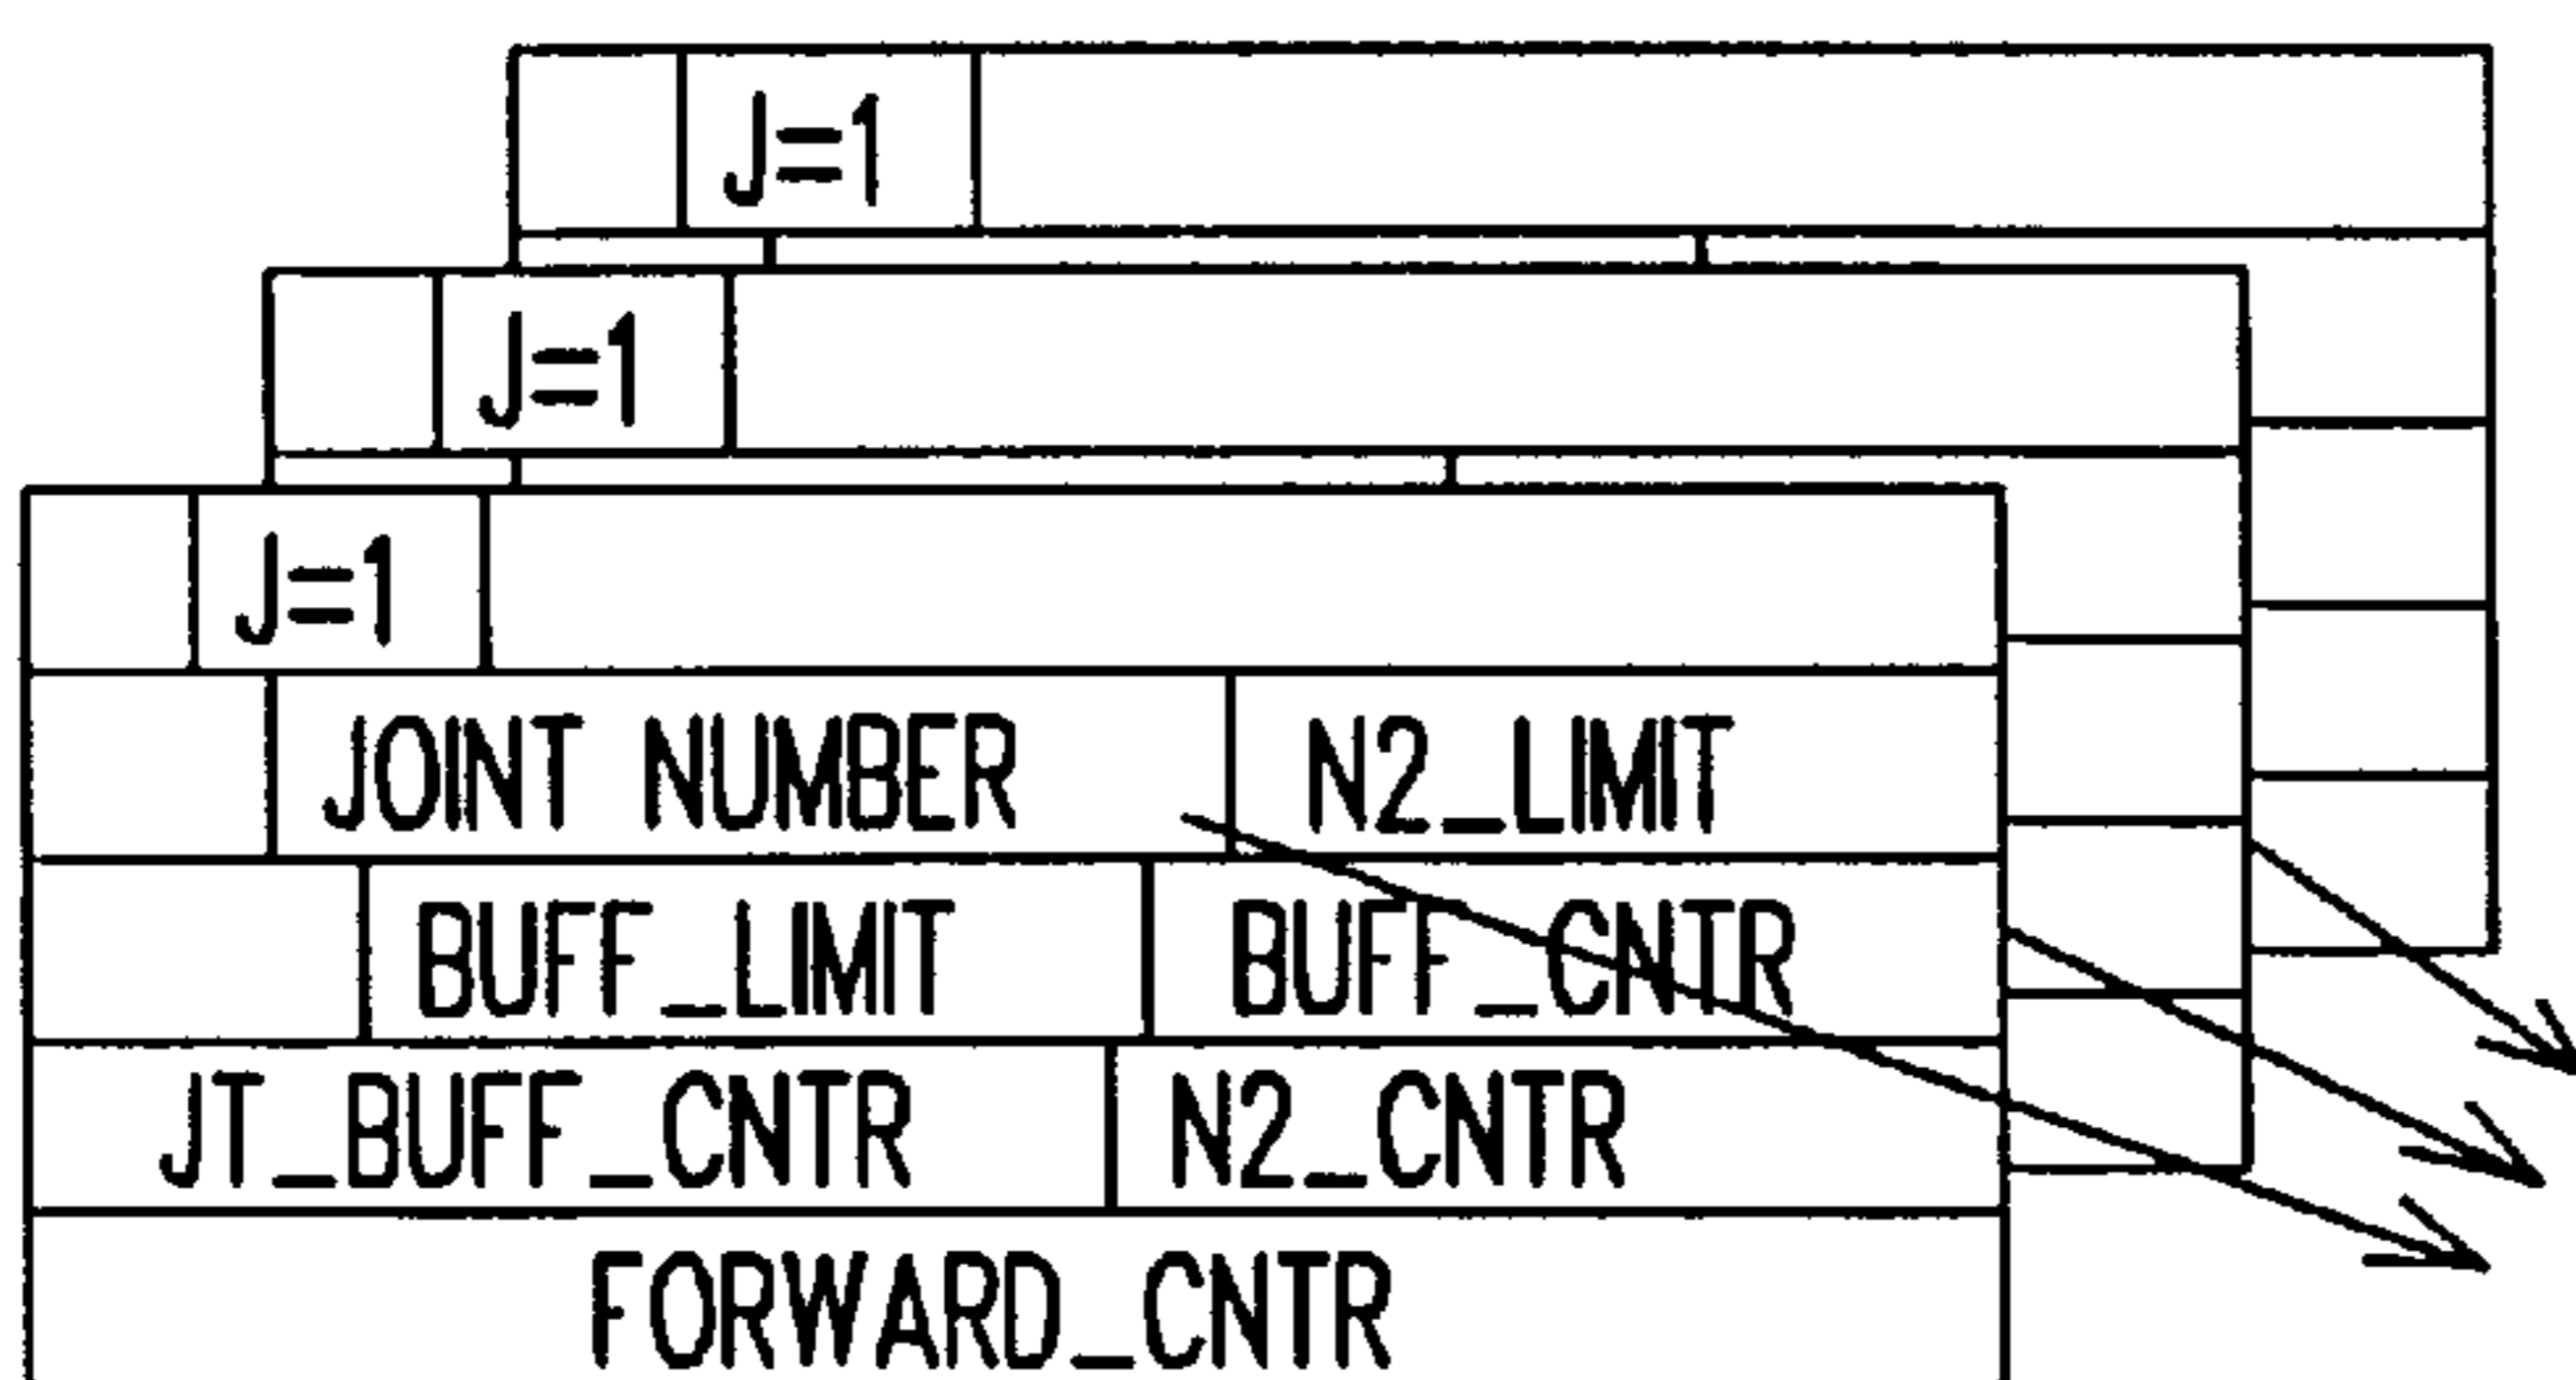 J=1
J=1
J=1
JOINT NUMBER N2_LIMIT
BUFF_LIMIT BUFF_CNTR
JT_BUFF_CNTR N2_CNTR
FORWARD_CNTR